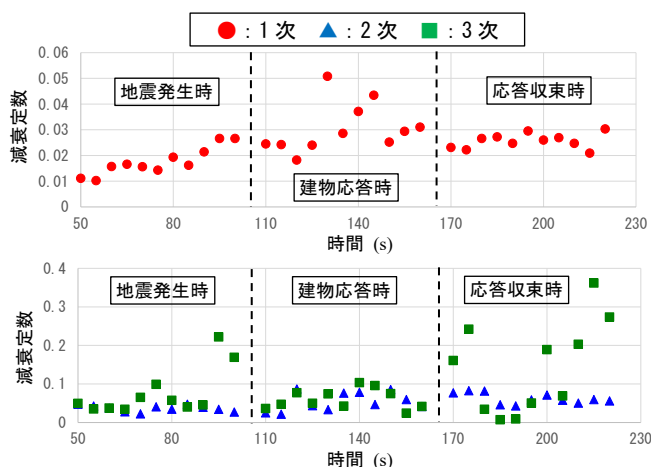 ：1 次 ：2 次 ：3 次
0.06
0.05
0.04
0.03
0.02
0.01
0
減衰定数
地震発生時
建物応答時
応答収束時
50 80 110 140 170 200 230
時間 (s)
0.4
0.3
0.2
0.1
0
減衰定数
地震発生時 建物応答時 応答収束時
50 80 110 140 170 200 230
時間 (s)